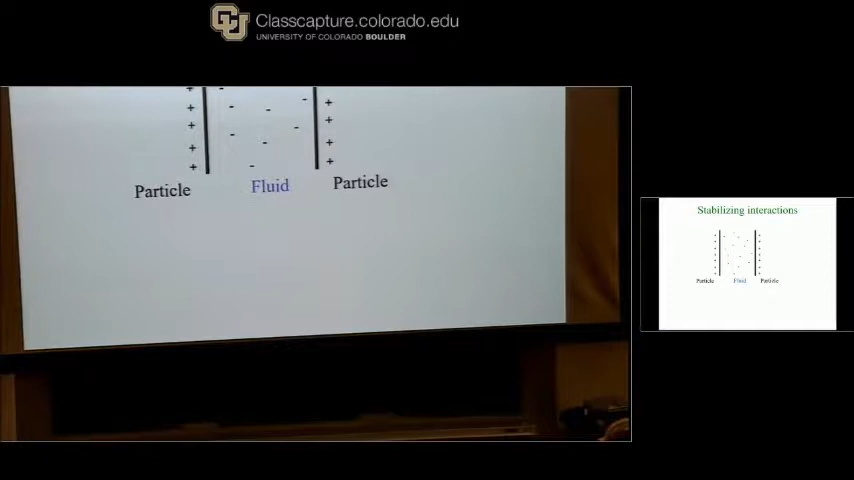 CU Classcapture.colorado.edu
UNIVERSITY OF COLORADO BOULDER
Particle Fluid Particle
Stabilizing interactions
Particle Fluid Particle